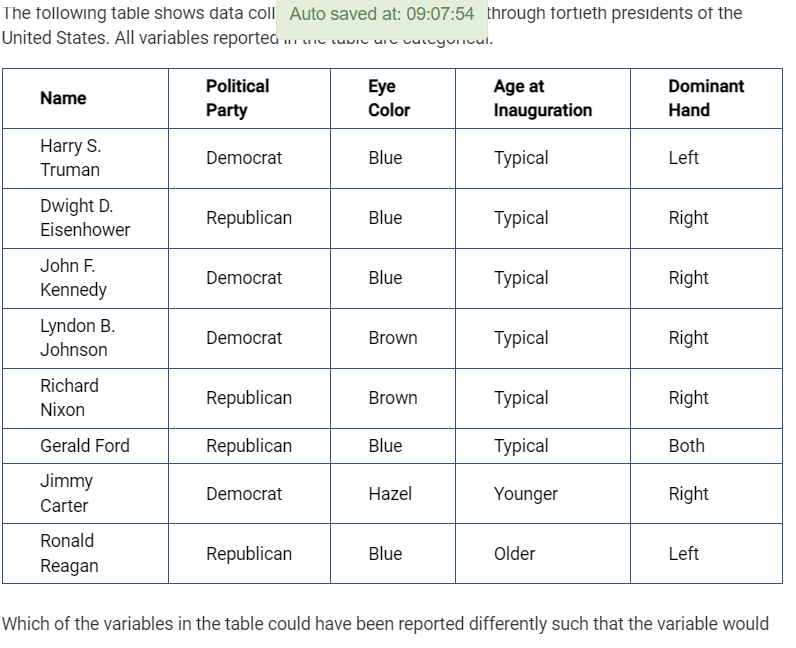 The following table shows data coll
Auto saved at: 09:07:54
through fortieth presidents of the
United States. All variables reported in the table are categorical.
Name Political Party Eye Color Age at Inauguration Dominant Hand
Harry S. Truman Democrat Blue Typical Left
Dwight D. Eisenhower Republican Blue Typical Right
John F. Kennedy Democrat Blue Typical Right
Lyndon B. Johnson Democrat Brown Typical Right
Richard Nixon Republican Brown Typical Right
Gerald Ford Republican Blue Typical Both
Jimmy Carter Democrat Hazel Younger Right
Ronald Reagan Republican Blue Older Left
Which of the variables in the table could have been reported differently such that the variable would